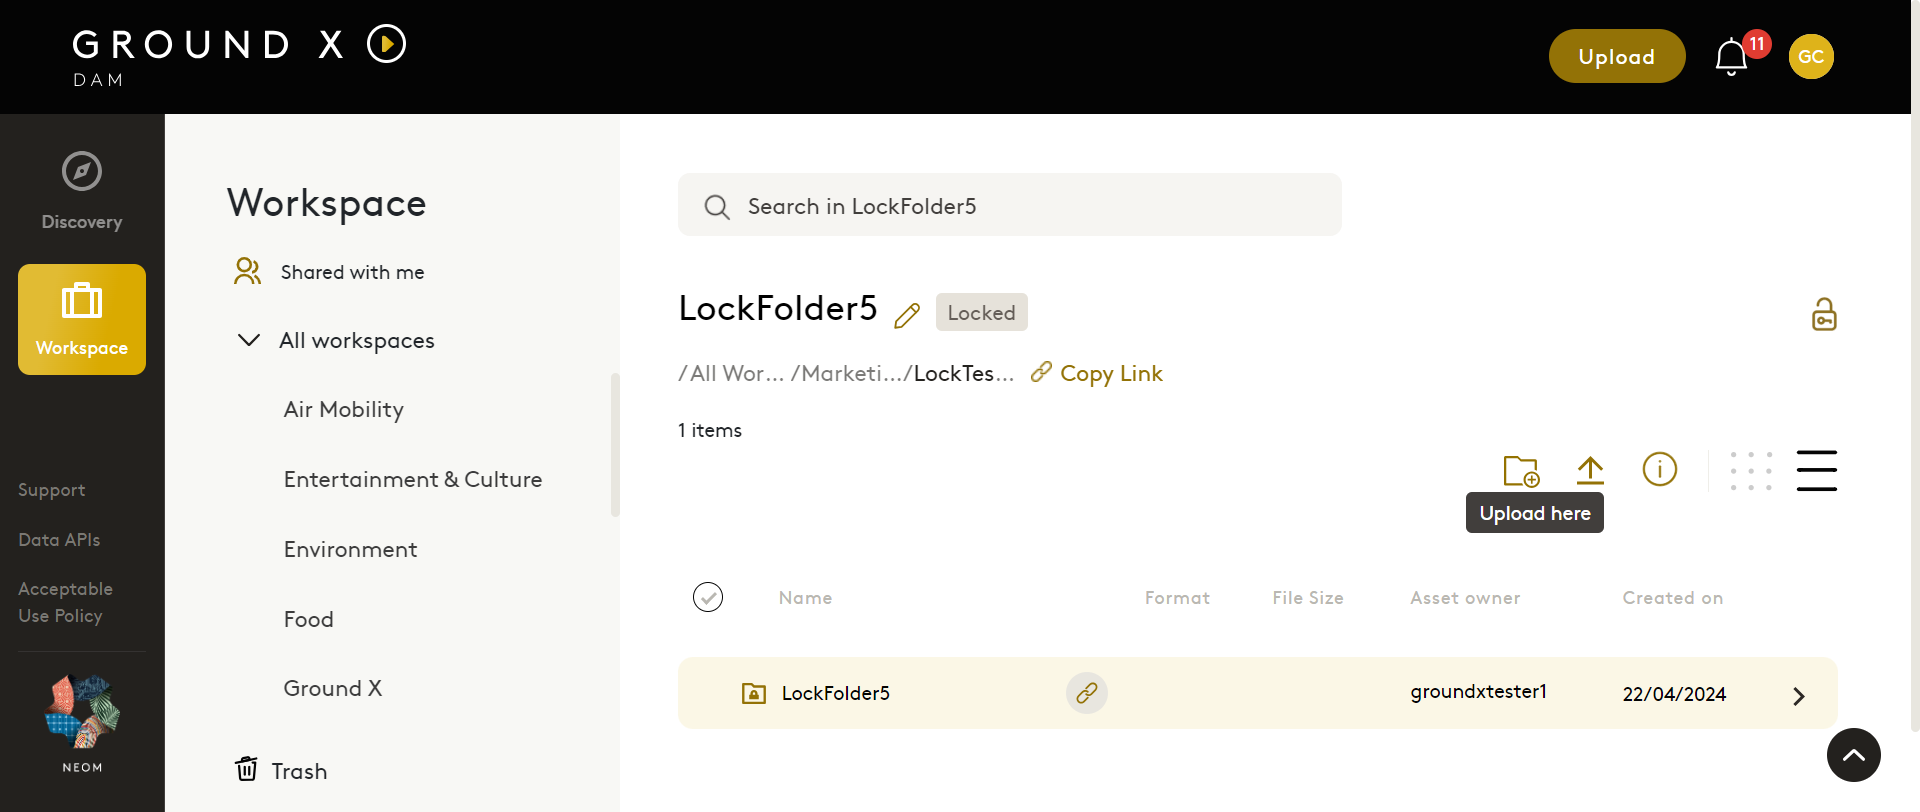 GROUND X
DAM
Upload
11
GC
Discovery
Workspace
Support
Data APIs
Acceptable
Use Policy
NEOM
Workspace
Shared with me
All workspaces
Air Mobility
Entertainment & Culture
Environment
Food
Ground X
Trash
Search in LockFolder5
LockFolder5 Locked
/All Wor... /Marketi.../LockTes... Copy Link
1 items
Upload here
Name Format File Size Asset owner Created on
LockFolder5 groundxtester1 22/04/2024